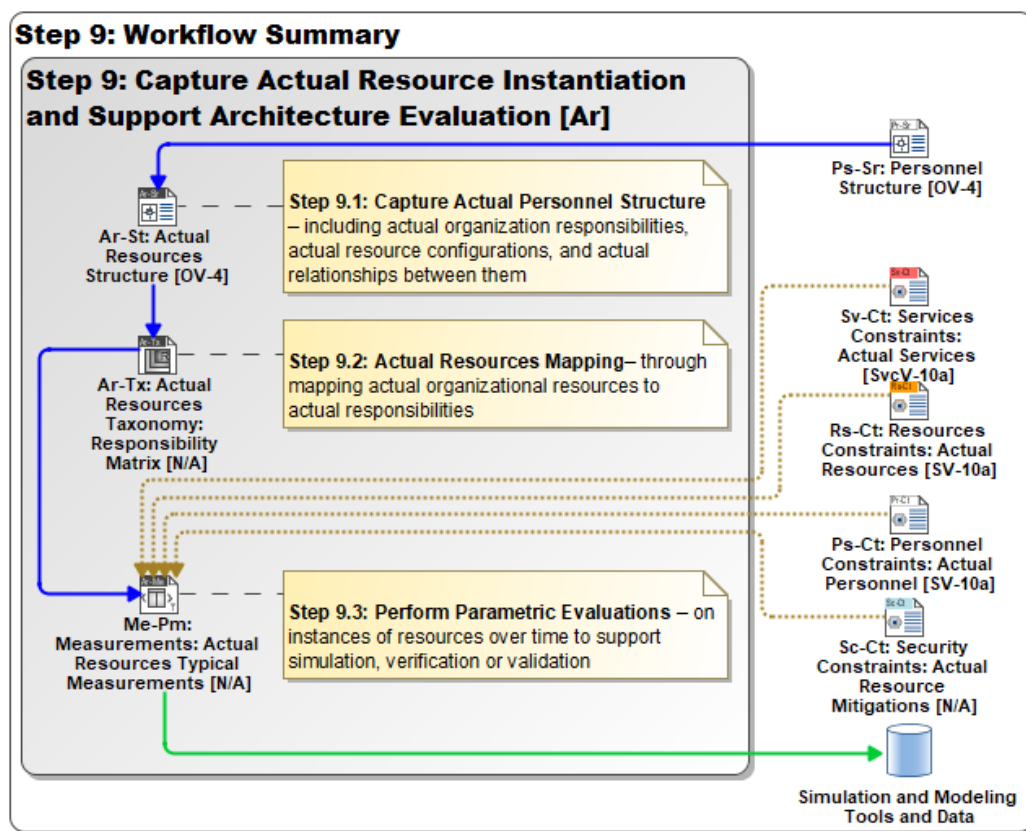 Step 9: Workflow Summary
Step 9: Capture Actual Resource Instantiation
and Support Architecture Evaluation [Ar]
Pr-Sr
Ps-Sr: Personnel
Structure [OV-4]
Ar-Sr
Ar-St: Actual
Resources
Structure [OV-4]
Step 9.1: Capture Actual Personnel Structure
– including actual organization responsibilities,
actual resource configurations, and actual
relationships between them
Sv-Ct: Services
Constraints:
Actual Services
[SvcV-10a]
Ar-Tx
Ar-Tx: Actual
Resources
Taxonomy:
Responsibility
Matrix [N/A]
Step 9.2: Actual Resources Mapping– through
mapping actual organizational resources to
actual responsibilities
Rs-Ct
Rs-Ct: Resources
Constraints: Actual
Resources [SV-10a]
Pr-Ct
Ps-Ct: Personnel
Constraints: Actual
Personnel [SV-10a]
Ar-Me
Me-Pm:
Measurements: Actual
Resources Typical
Measurements [N/A]
Step 9.3: Perform Parametric Evaluations – on
instances of resources over time to support
simulation, verification or validation
Sc-Ct
Sc-Ct: Security
Constraints: Actual
Resource
Mitigations [N/A]
Simulation and Modeling
Tools and Data